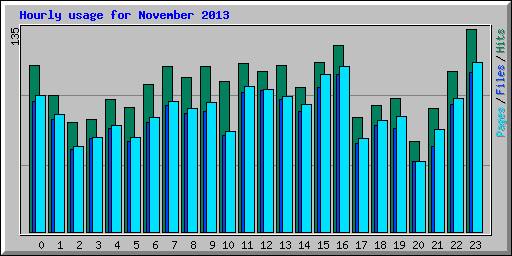 Hourly usage for November 2013
135
Pages / Files / Hits
0 1 2 3 4 5 6 7 8 9 10 11 12 13 14 15 16 17 18 19 20 21 22 23